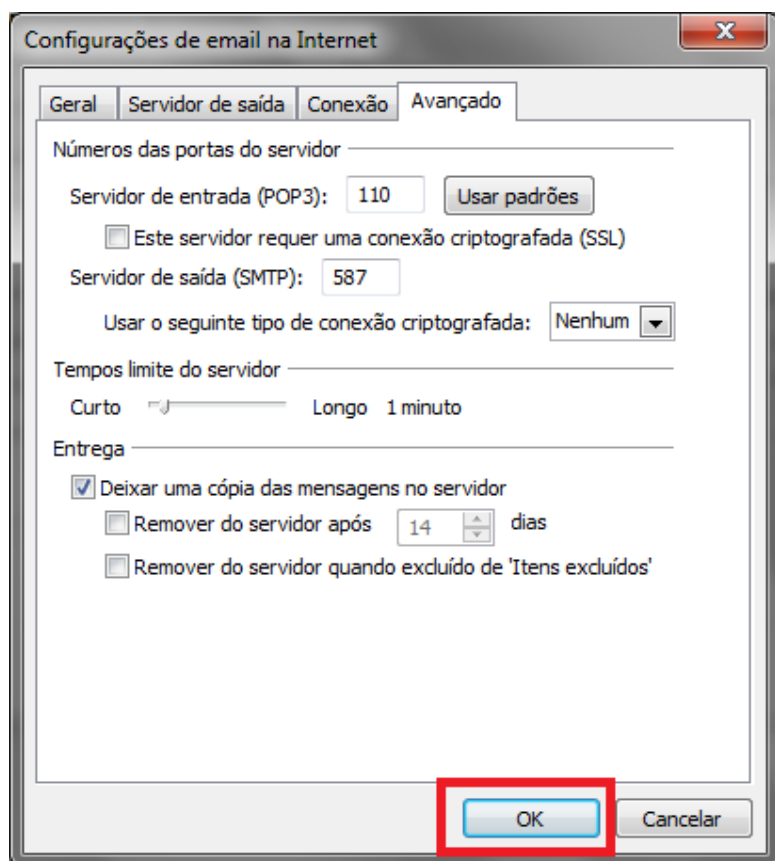 Configurações de email na Internet
Geral Servidor de saída Conexão Avançado
Números das portas do servidor
Servidor de entrada (POP3): 110 Usar padrões
Este servidor requer uma conexão criptografada (SSL)
Servidor de saída (SMTP): 587
Usar o seguinte tipo de conexão criptografada: Nenhum
Tempos limite do servidor
Curto Longo 1 minuto
Entrega
Deixar uma cópia das mensagens no servidor
Remover do servidor após 14 dias
Remover do servidor quando excluído de 'Itens excluídos'
OK Cancelar